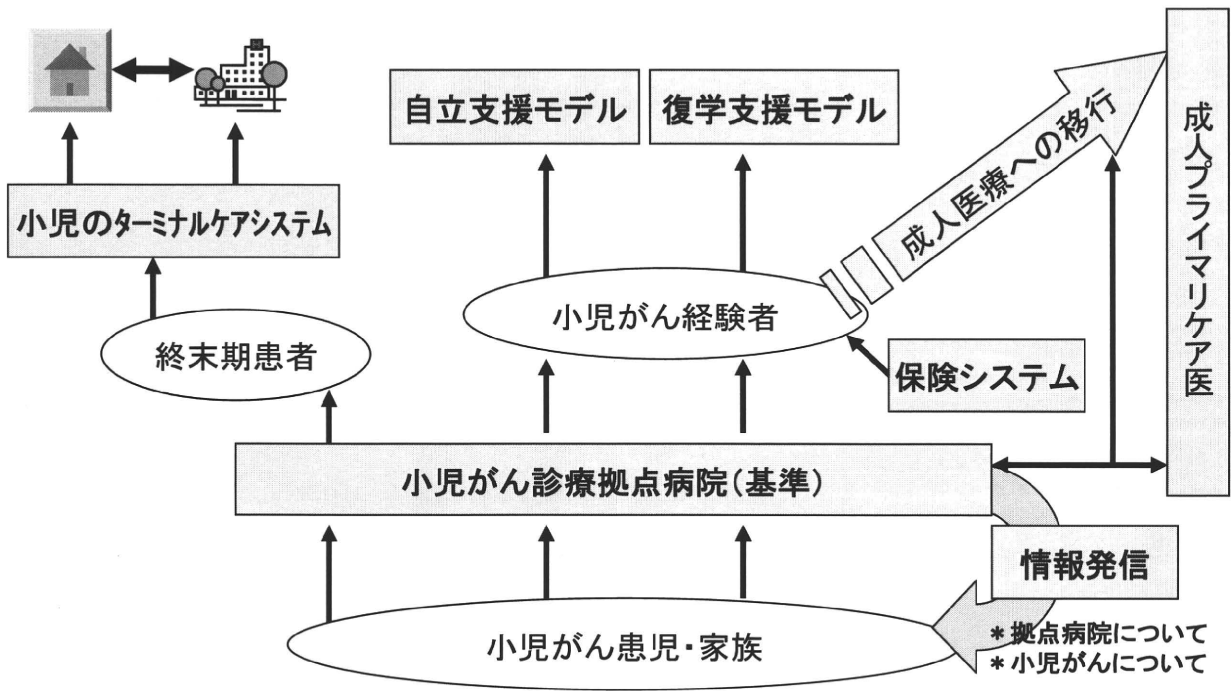 自立支援モデル
復学支援モデル
成人医療への移行
成人プライマリケア医
小児のターミナルケアシステム
小児がん経験者
終末期患者
保険システム
小児がん診療拠点病院(基準)
情報発信
小児がん患児・家族
*拠点病院について
*小児がんについて